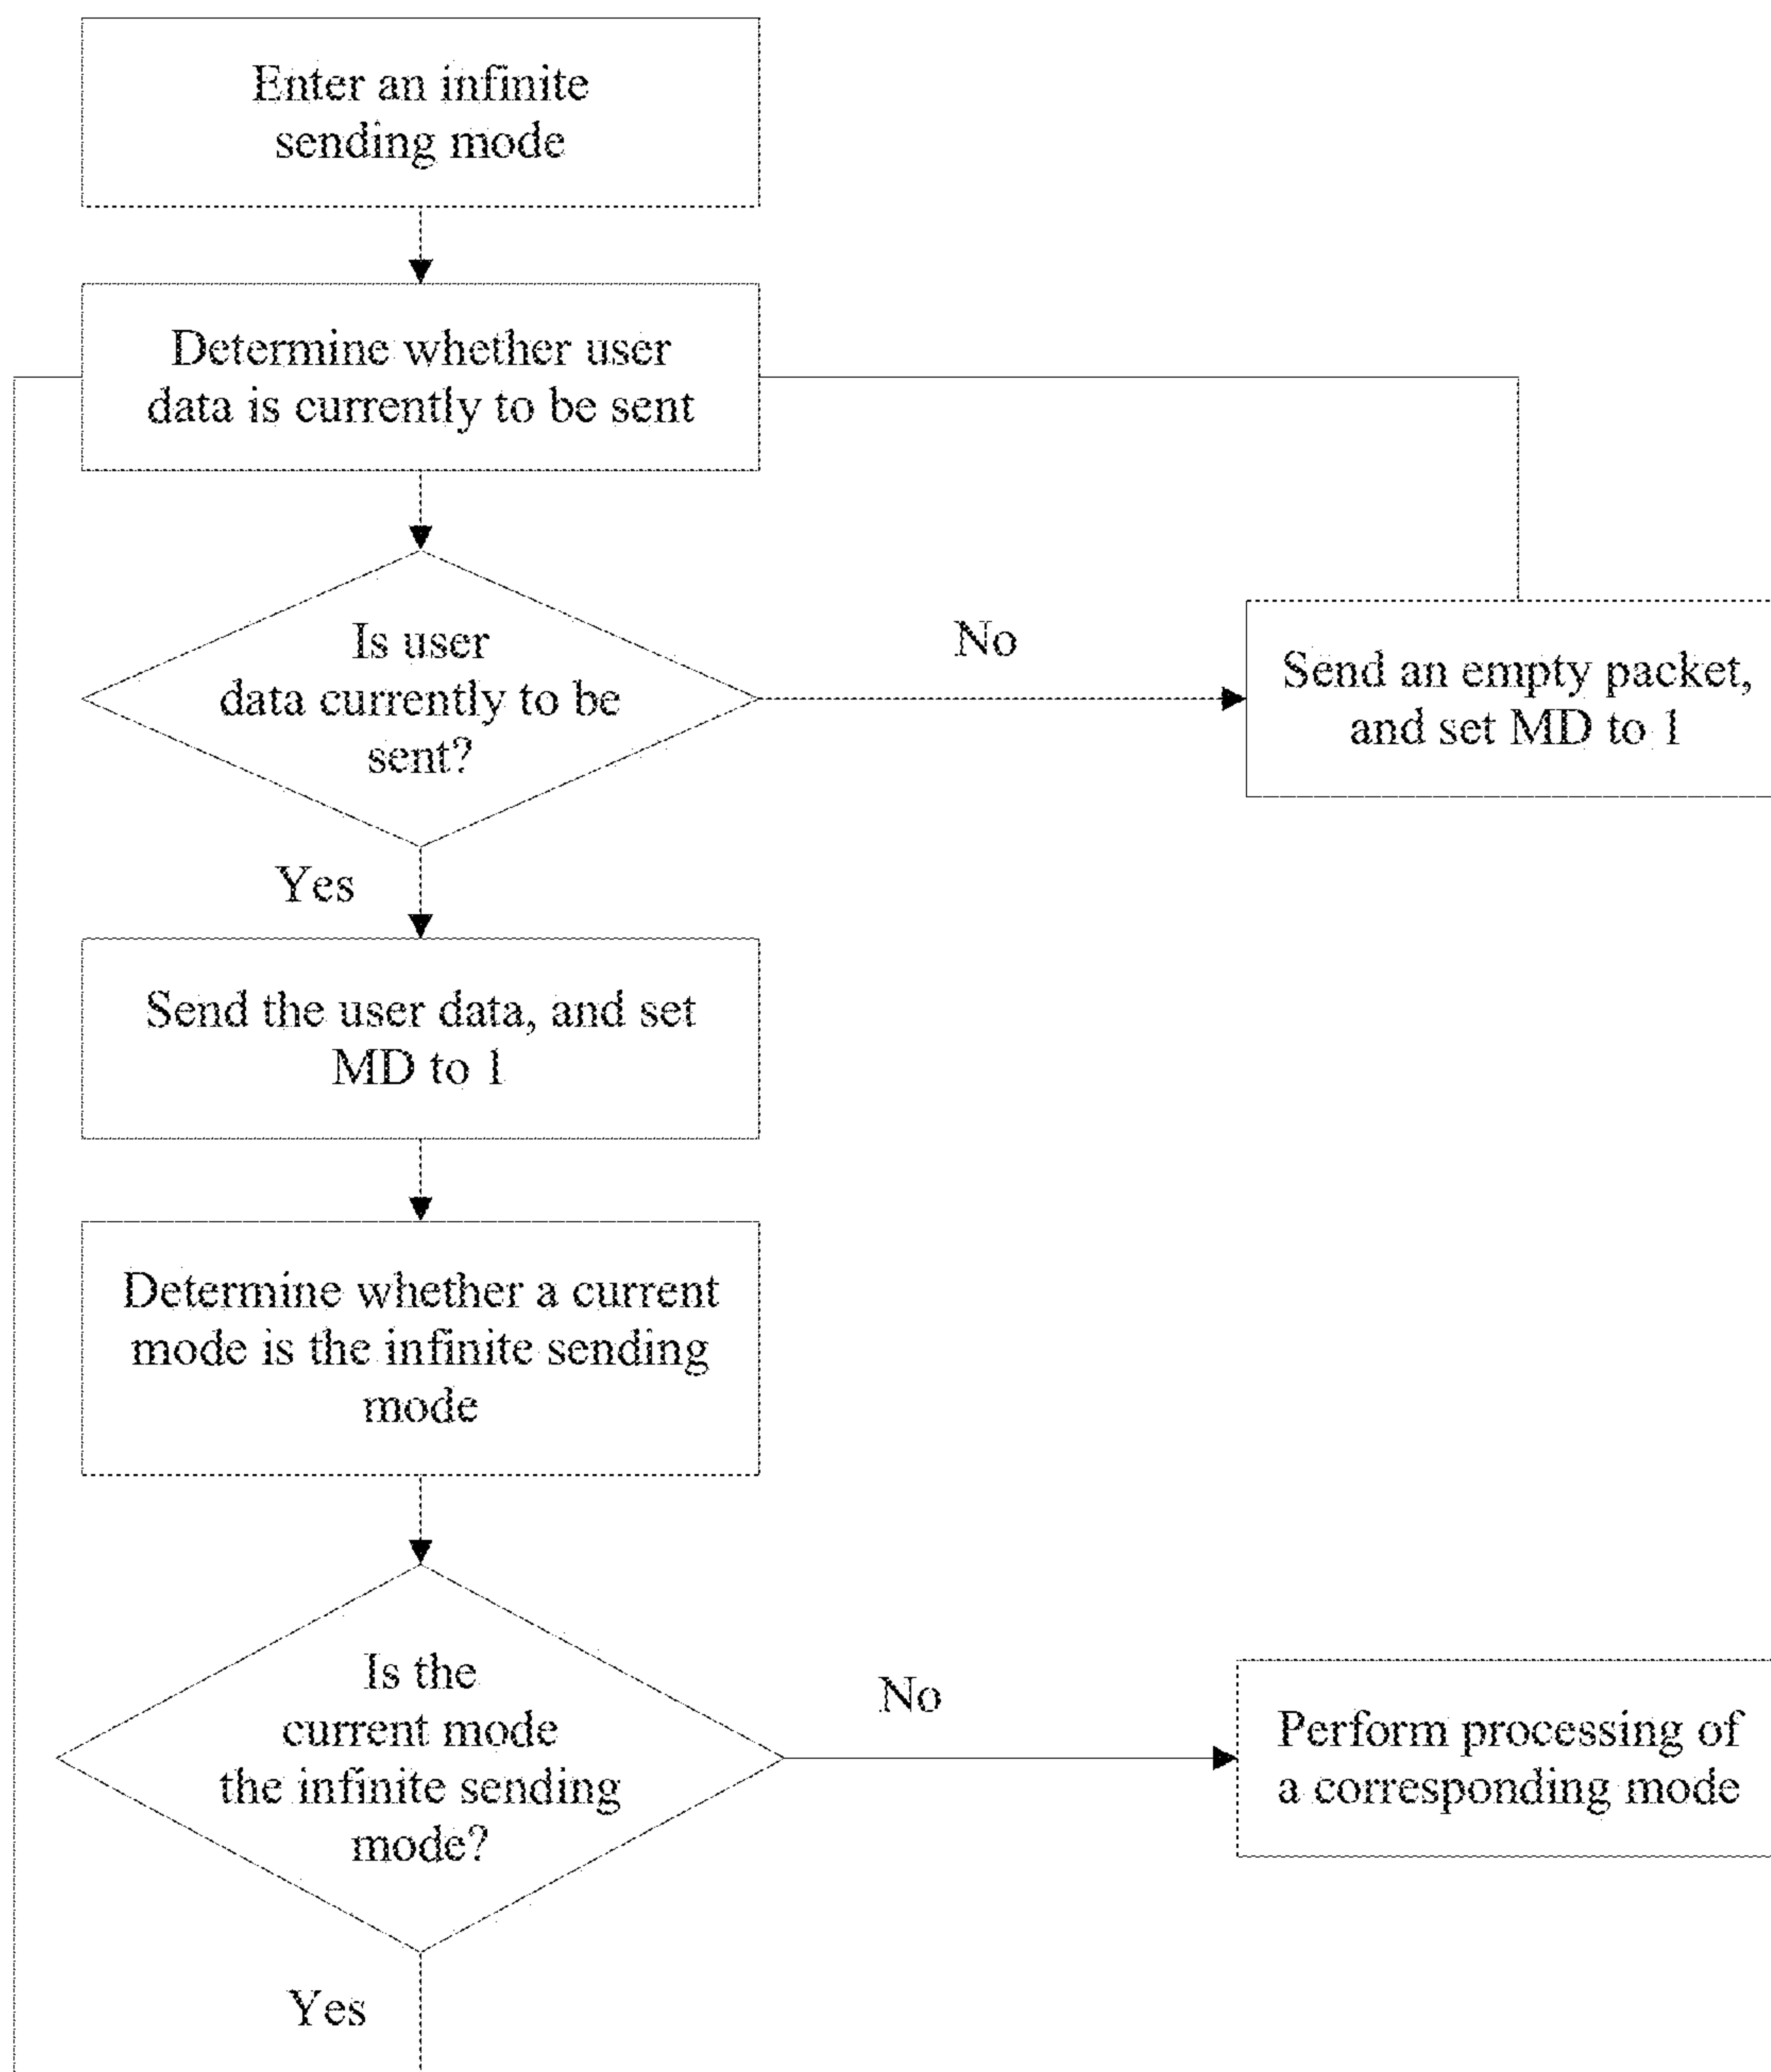 Enter an infinite
sending mode
Determine whether user
data is currently to be sent
Is user
data currently to be
sent?
No
Send an empty packet,
and set MD to 1
Yes
Send the user data, and set
MD to 1
Determine whether a current
mode is the infinite sending
mode
Is the
current mode
the infinite sending
mode?
No
Perform processing of
a corresponding mode
Yes